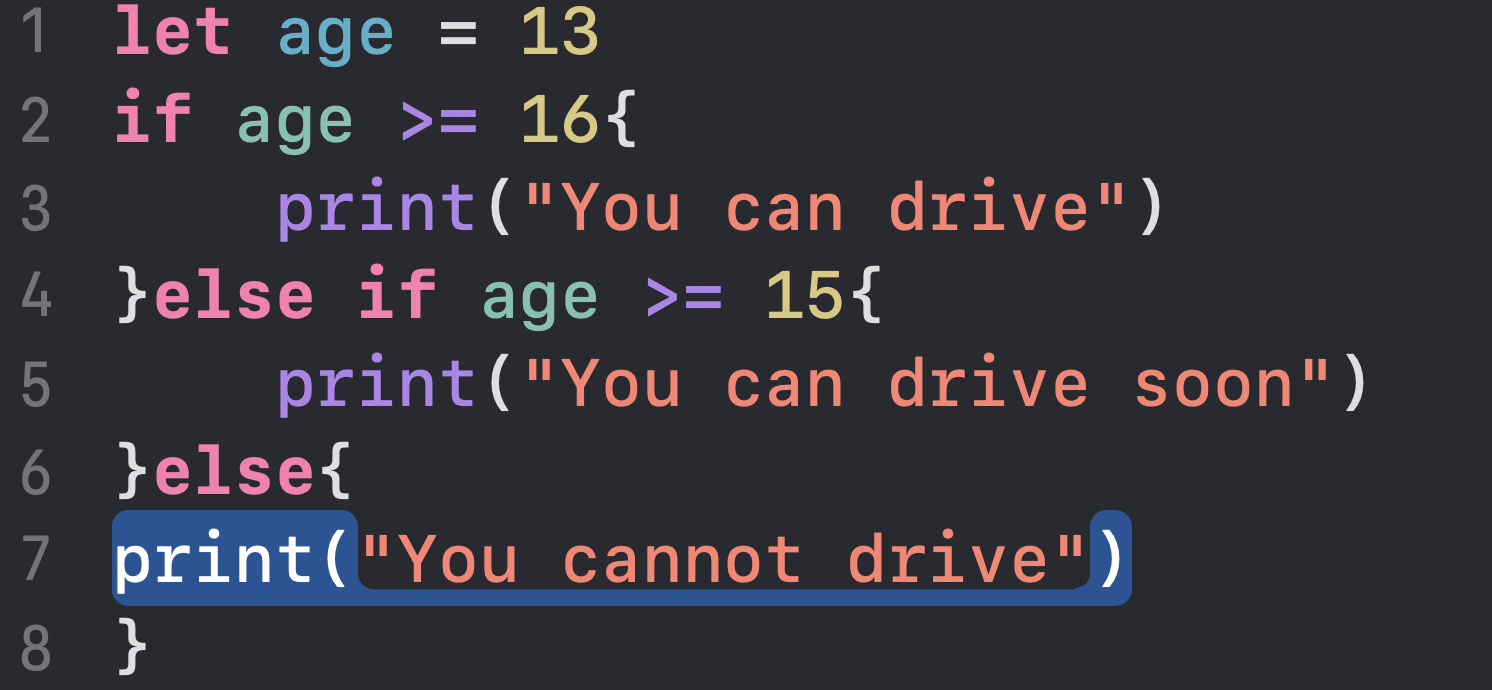 1 let age = 13
2 if age >= 16{
3     print("You can drive")
4 }else if age >= 15{
5     print("You can drive soon")
6 }else{
7 print("You cannot drive")
8 }